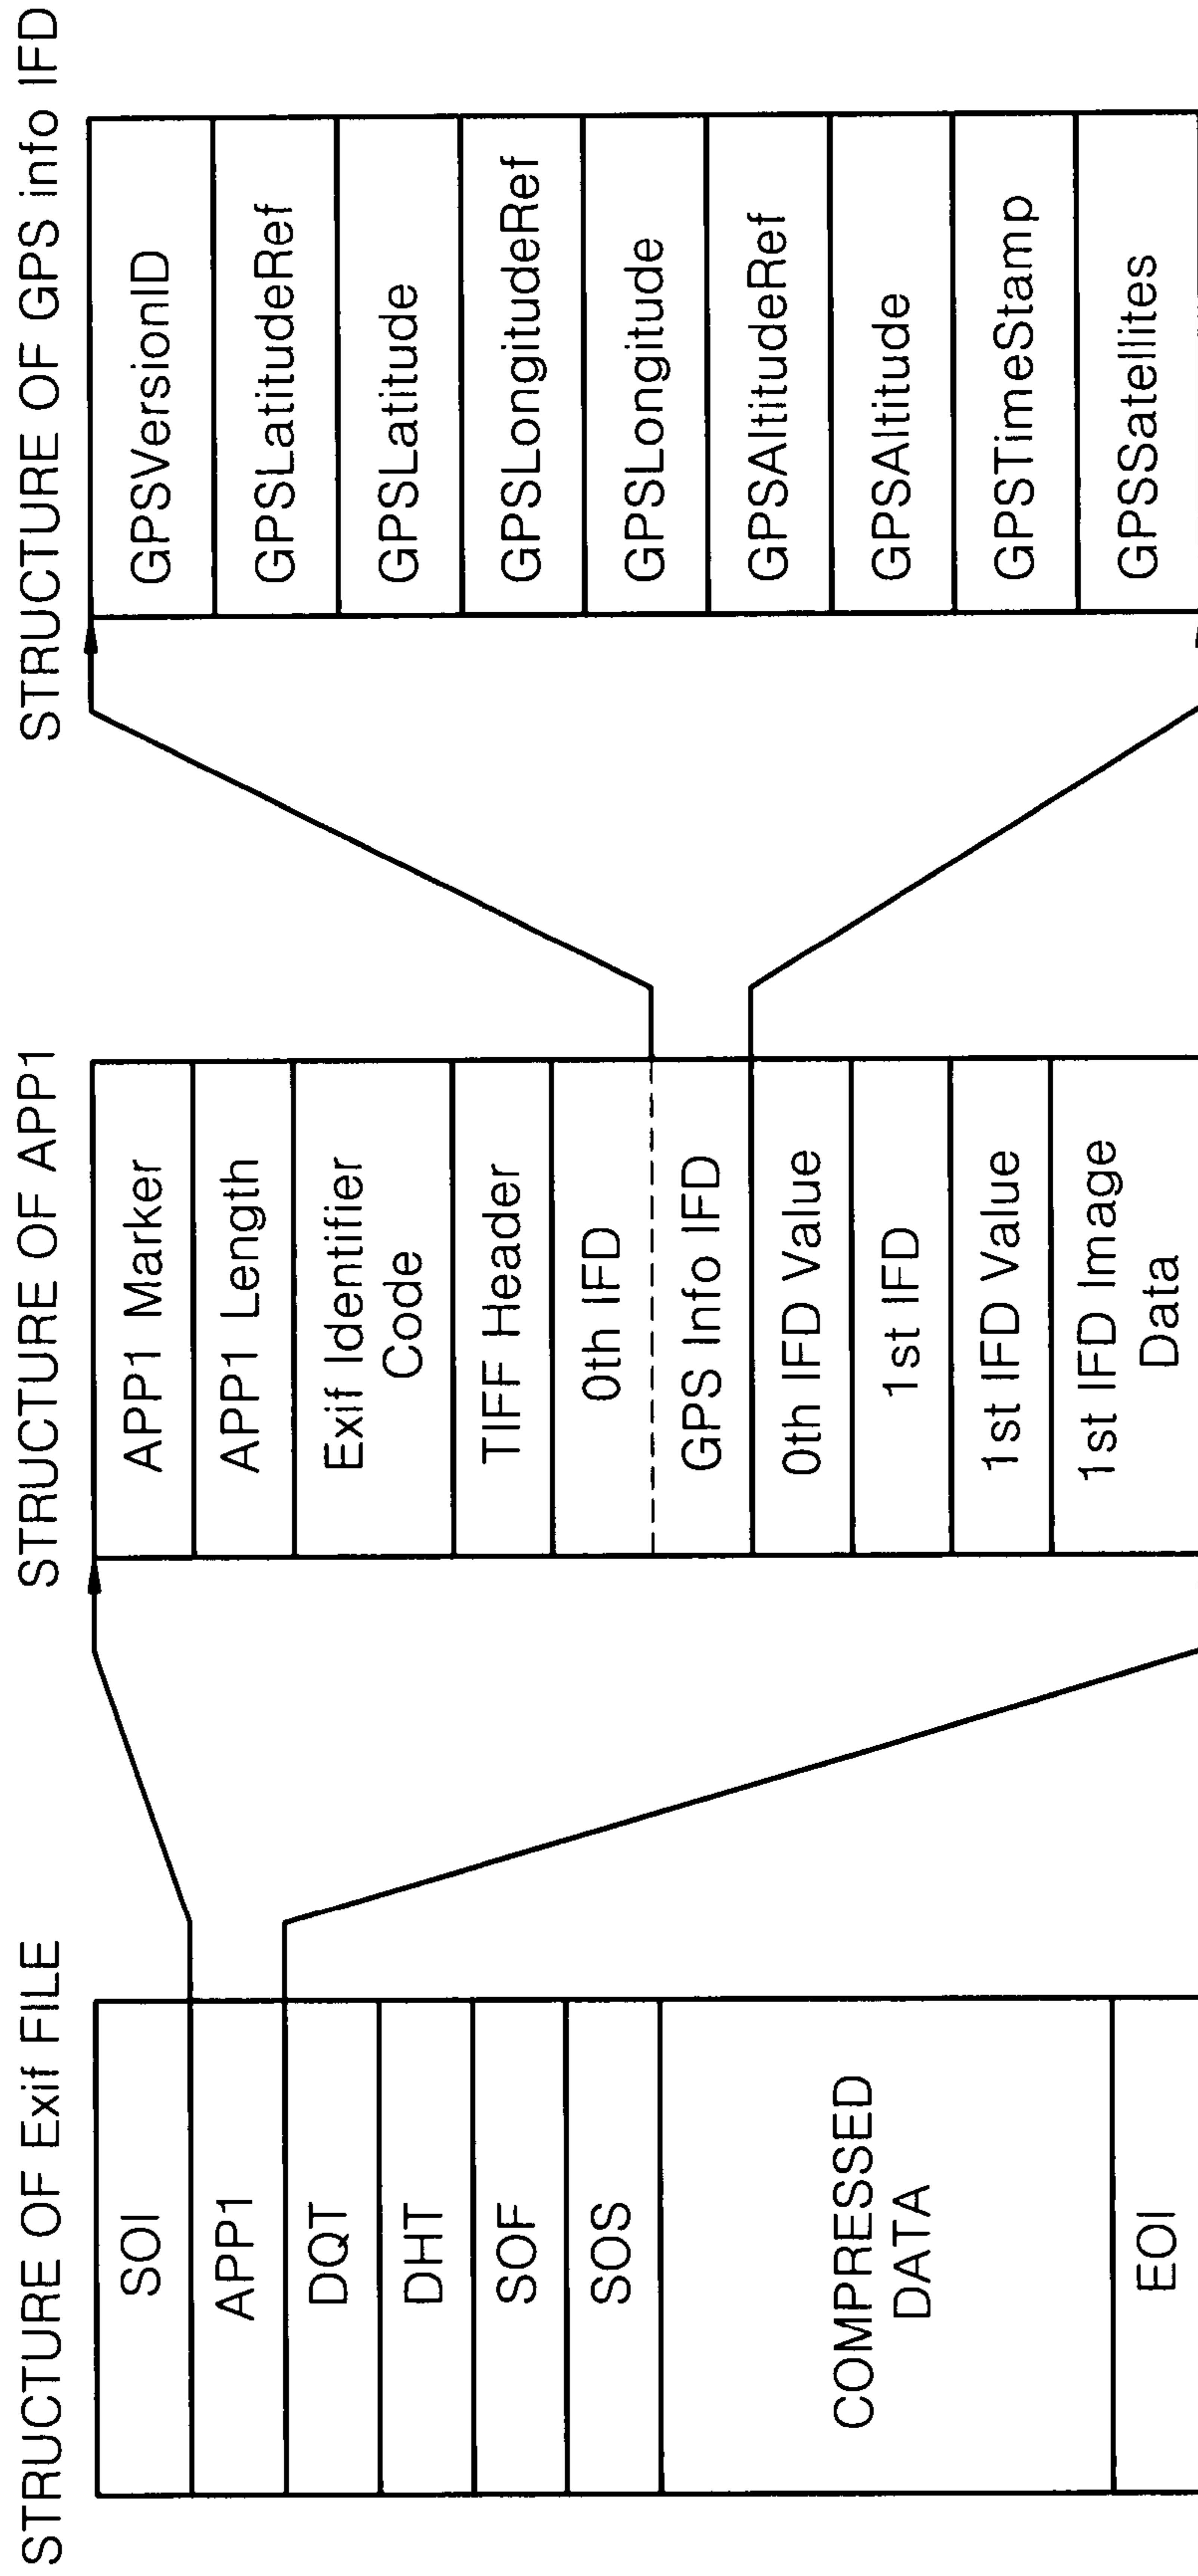 STRUCTURE OF Exif FILE
SOI
APP1
DQT
DHT
SOF
SOS
COMPRESSED
DATA
EOI
STRUCTURE OF APP1
APP1 Marker
APP1 Length
Exif Identifier
Code
TIFF Header
0th IFD
GPS Info IFD
0th IFD Value
1st IFD
1st IFD Value
1st IFD Image
Data
STRUCTURE OF GPS info IFD
GPSVersionID
GPSLatitudeRef
GPSLatitude
GPSLongitudeRef
GPSLongitude
GPSAltitudeRef
GPSAltitude
GPSTimeStamp
GPSSatellites